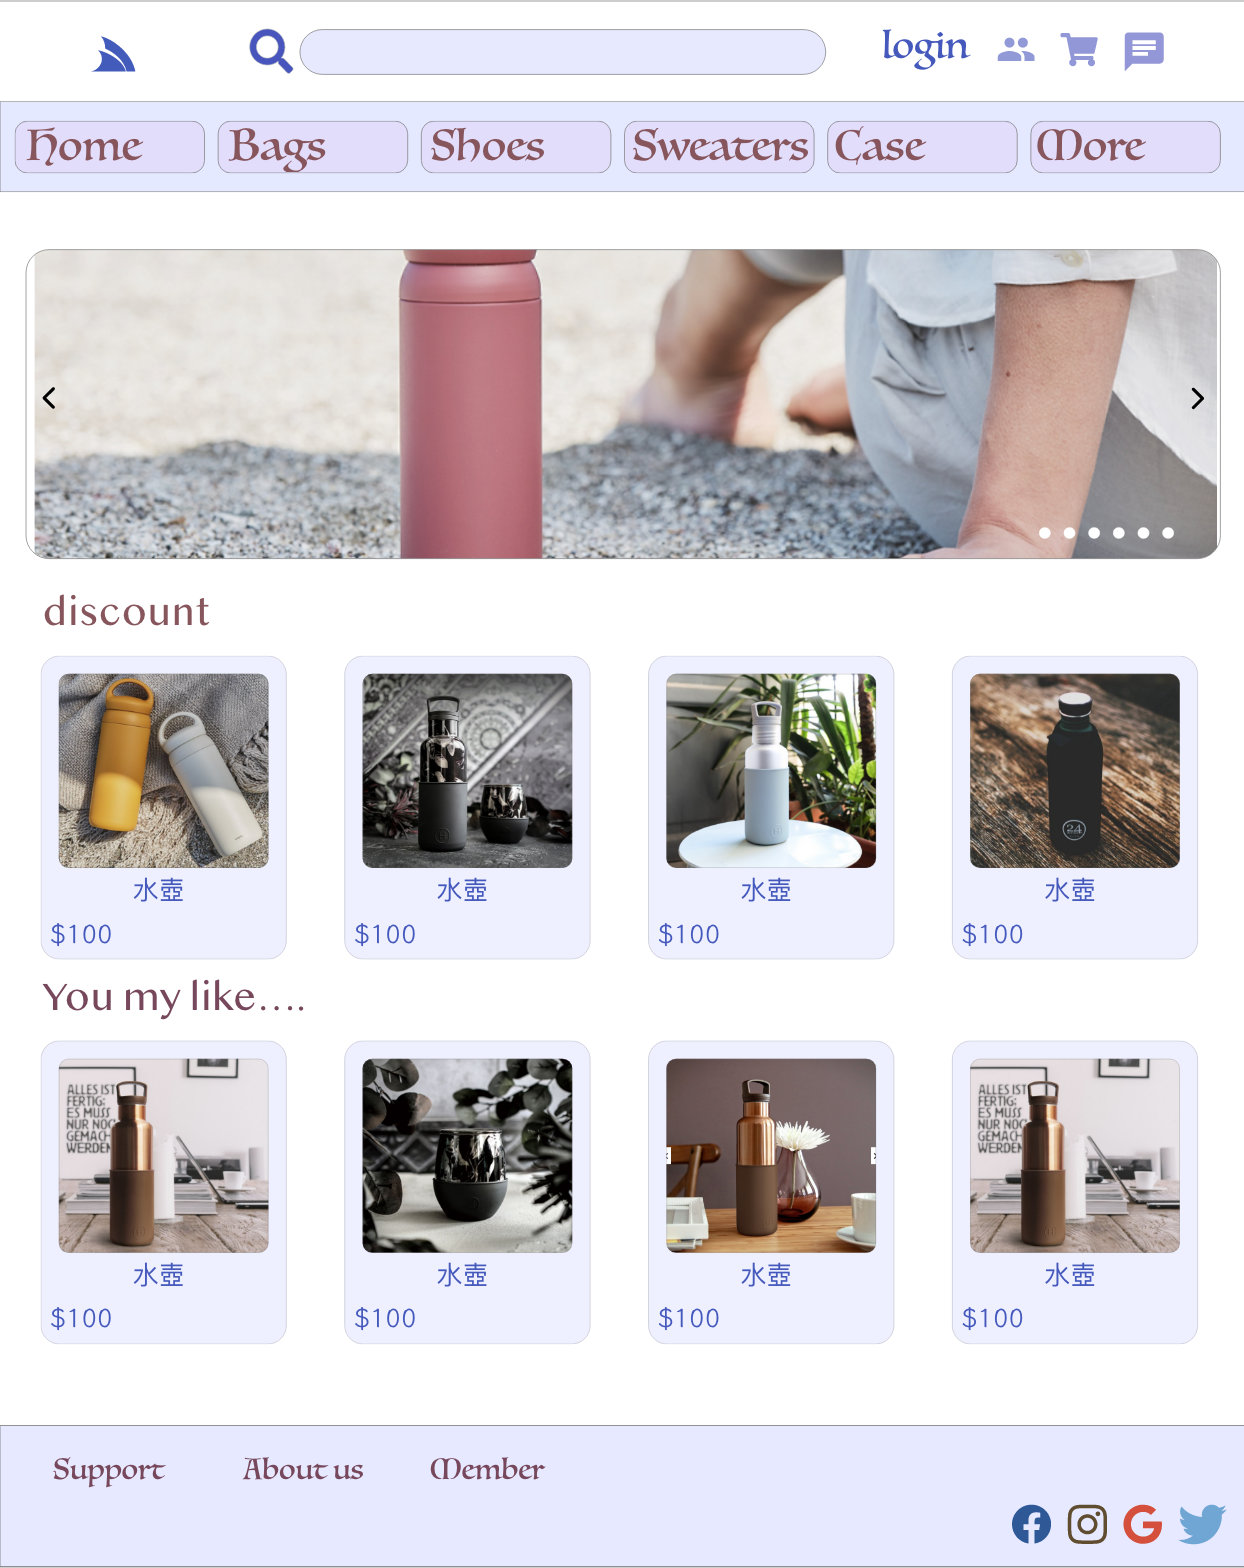 login
Home Bags Shoes Sweaters Case More
discount
24
水壺 水壺 水壺 水壺
$100 $100 $100 $100
You my like....
ALLES IST
FERTIG;
ES MUSS
NUR NOC
GEMACH
WERDEN
ALLES IST
FERTIG;
ES MUSS
NUR NOC
GEMACH
WERDEN
水壺 水壺 水壺 水壺
$100 $100 $100 $100
Support About us Member